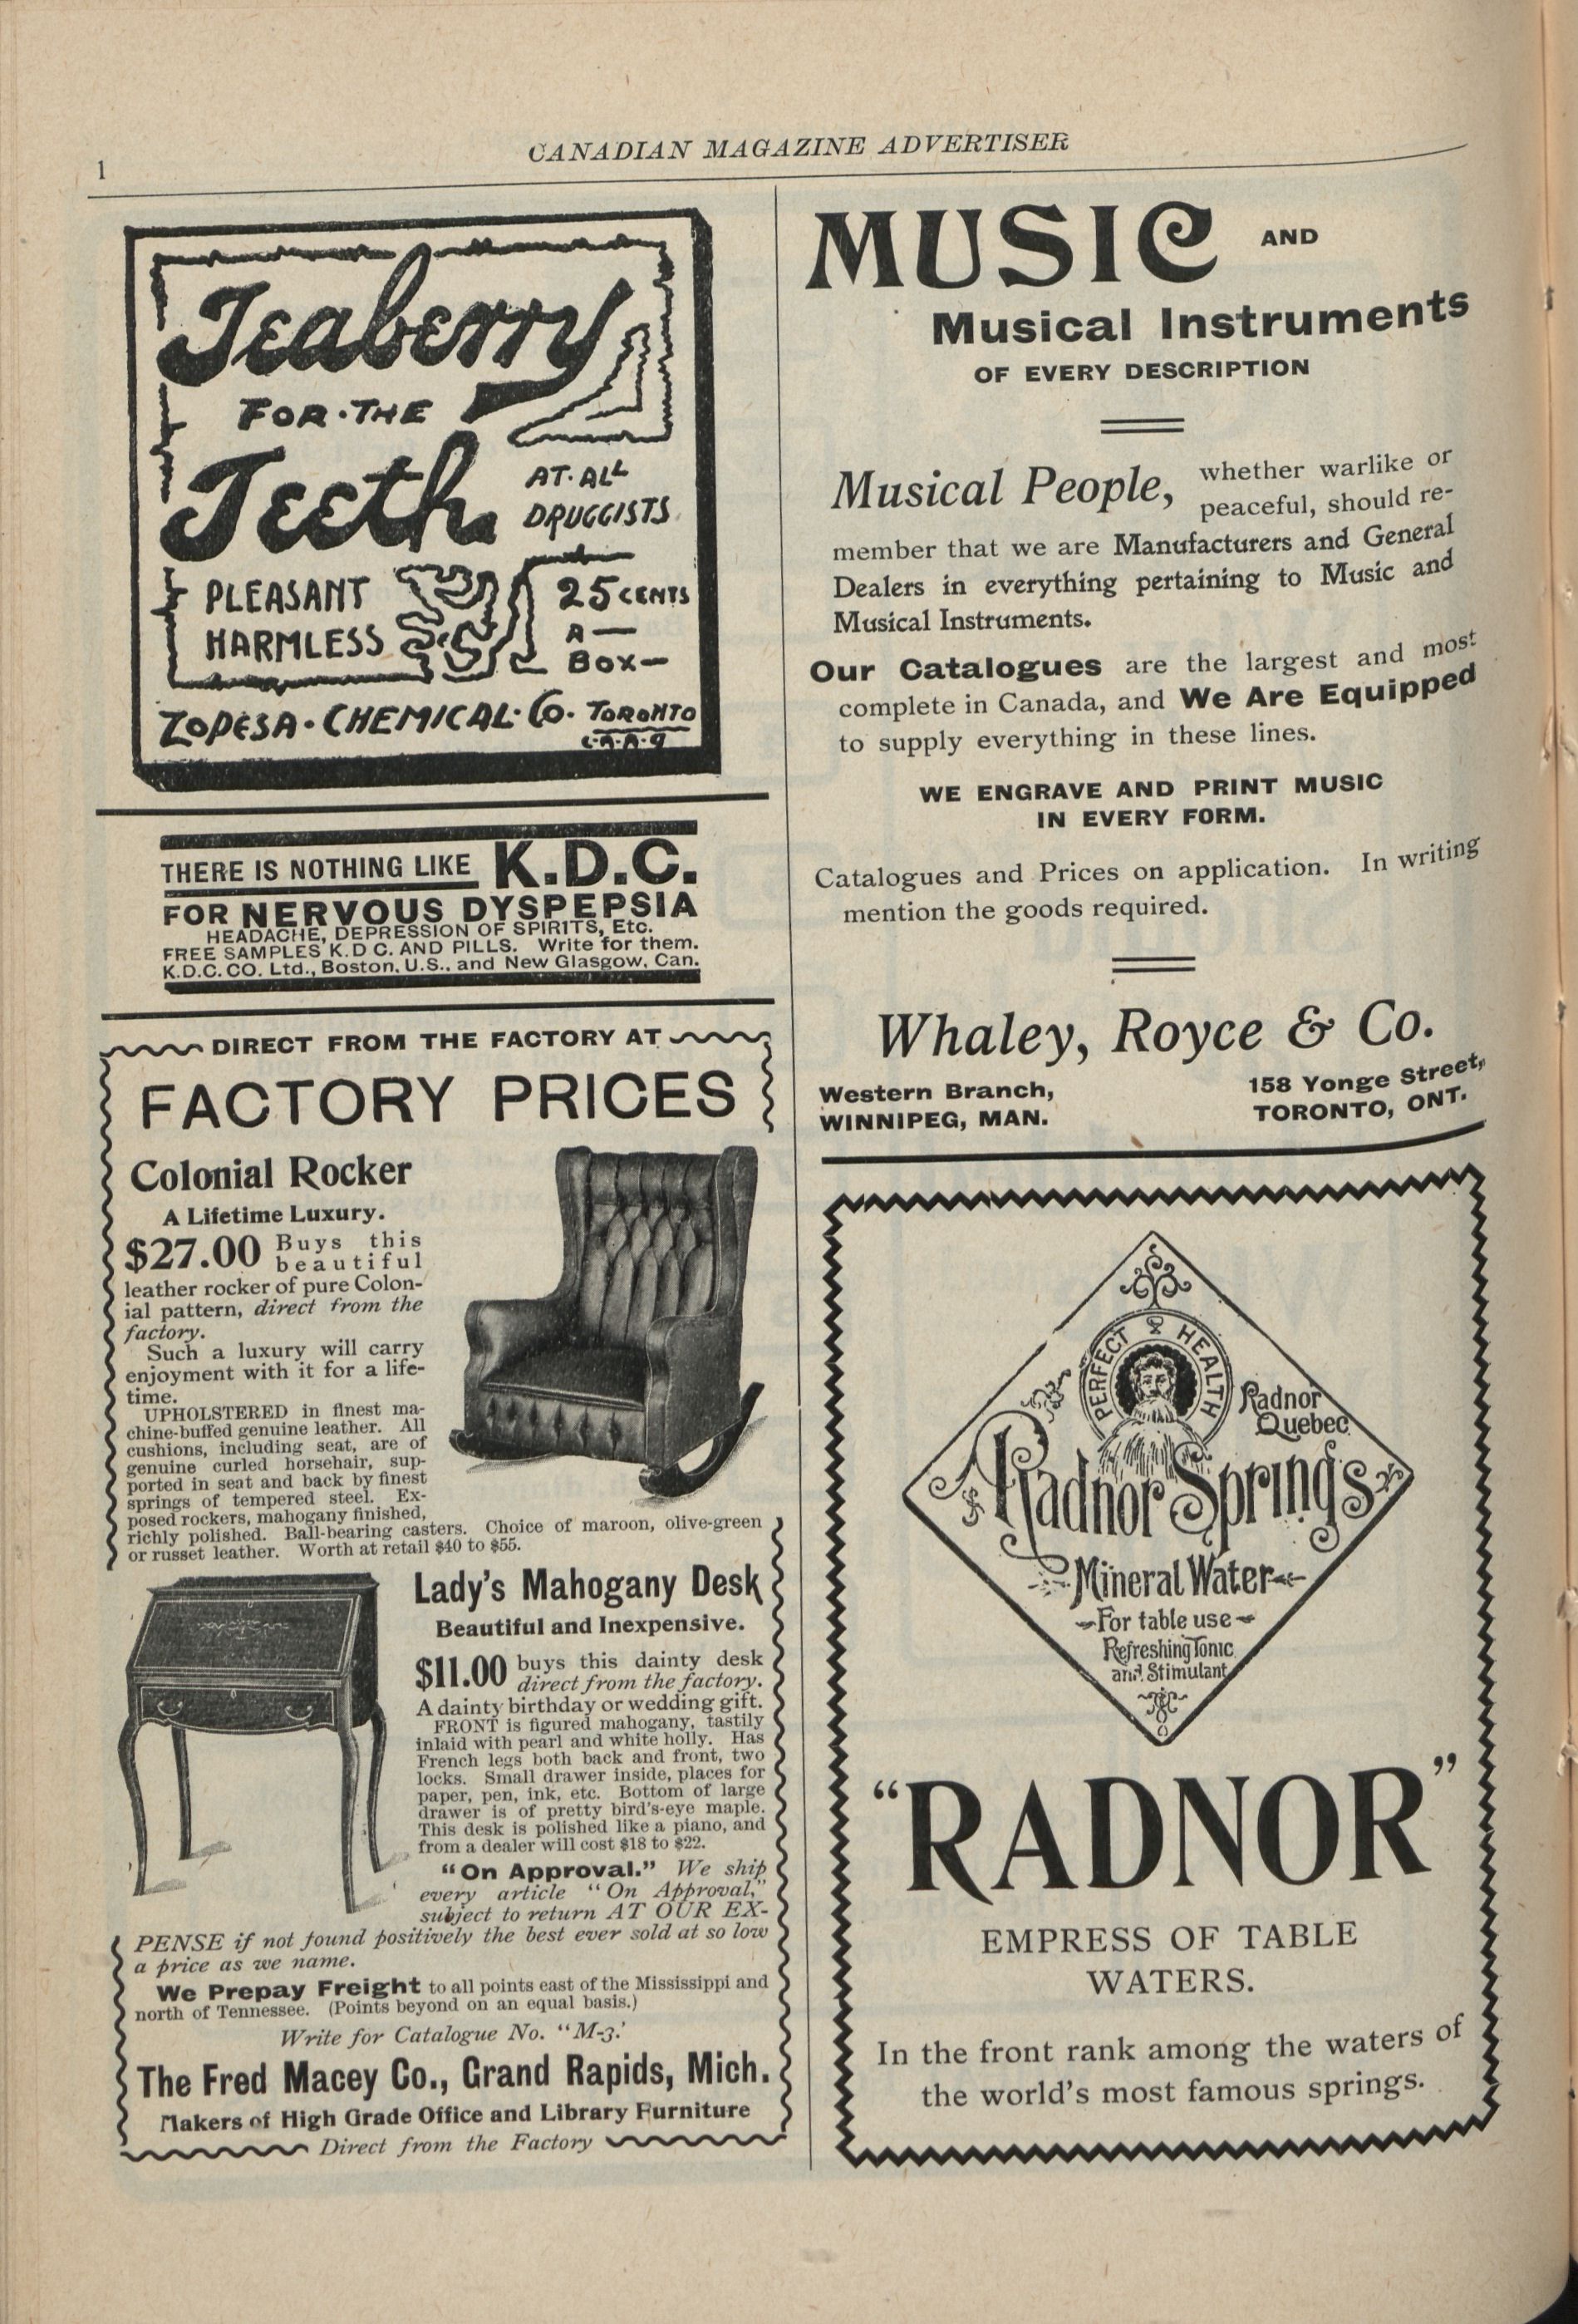 1
CANADIAN MAGAZINE ADVERTISER
Teaberry
FOR·THE
Teeth
AT·ALL
DRUGGISTS
PLEASANT
HARMLESS
25 CENTS
A—
BOX—
ZOPESA·CHEMICAL·CO· TORONTO
THERE IS NOTHING LIKE K.D.C.
FOR NERVOUS DYSPEPSIA
HEADACHE, DEPRESSION OF SPIRITS, Etc.
FREE SAMPLES K.D C. AND PILLS. Write for them.
K.D.C. CO. Ltd., Boston, U.S., and New Glasgow, Can.
DIRECT FROM THE FACTORY AT
FACTORY PRICES
Colonial Rocker
A Lifetime Luxury.
$27.00 Buys this
beautiful
leather rocker of pure Colon-
ial pattern, direct from the
factory.
Such a luxury will carry
enjoyment with it for a life-
time.
UPHOLSTERED in finest ma-
chine-buffed genuine leather. All
cushions, including seat, are of
genuine curled horsehair, sup-
ported in seat and back by finest
springs of tempered steel. Ex-
posed rockers, mahogany finished,
richly polished. Ball-bearing casters. Choice of maroon, olive-green
or russet leather. Worth at retail $40 to $55.
Lady's Mahogany Desk
Beautiful and Inexpensive.
$11.00 buys this dainty desk
direct from the factory.
A dainty birthday or wedding gift.
FRONT is figured mahogany, tastily
inlaid with pearl and white holly. Has
French legs both back and front, two
locks. Small drawer inside, places for
paper, pen, ink, etc. Bottom of large
drawer is of pretty bird's-eye maple.
This desk is polished like a piano, and
from a dealer will cost $18 to $22.
"On Approval." We ship
every article "On Approval,"
subject to return AT OUR EX-
PENSE if not found positively the best ever sold at so low
a price as we name.
We Prepay Freight to all points east of the Mississippi and
north of Tennessee. (Points beyond on an equal basis.)
Write for Catalogue No. "M-3.'
The Fred Macey Co., Grand Rapids, Mich.
Makers of High Grade Office and Library Furniture
Direct from the Factory
MUSIC AND
Musical Instruments
OF EVERY DESCRIPTION
Musical People, whether warlike or
peaceful, should re-
member that we are Manufacturers and General
Dealers in everything pertaining to Music and
Musical Instruments.
Our Catalogues are the largest and most
complete in Canada, and We Are Equipped
to supply everything in these lines.
WE ENGRAVE AND PRINT MUSIC
IN EVERY FORM.
Catalogues and Prices on application. In writing
mention the goods required.
Whaley, Royce & Co.
Western Branch,
WINNIPEG, MAN.
158 Yonge Street,
TORONTO, ONT.
PERFECT HEALTH
Radnor
Quebec
Radnor Springs
Mineral Water
For table use
Refreshing Tonic
and Stimulant
"RADNOR"
EMPRESS OF TABLE
WATERS.
In the front rank among the waters of
the world's most famous springs.